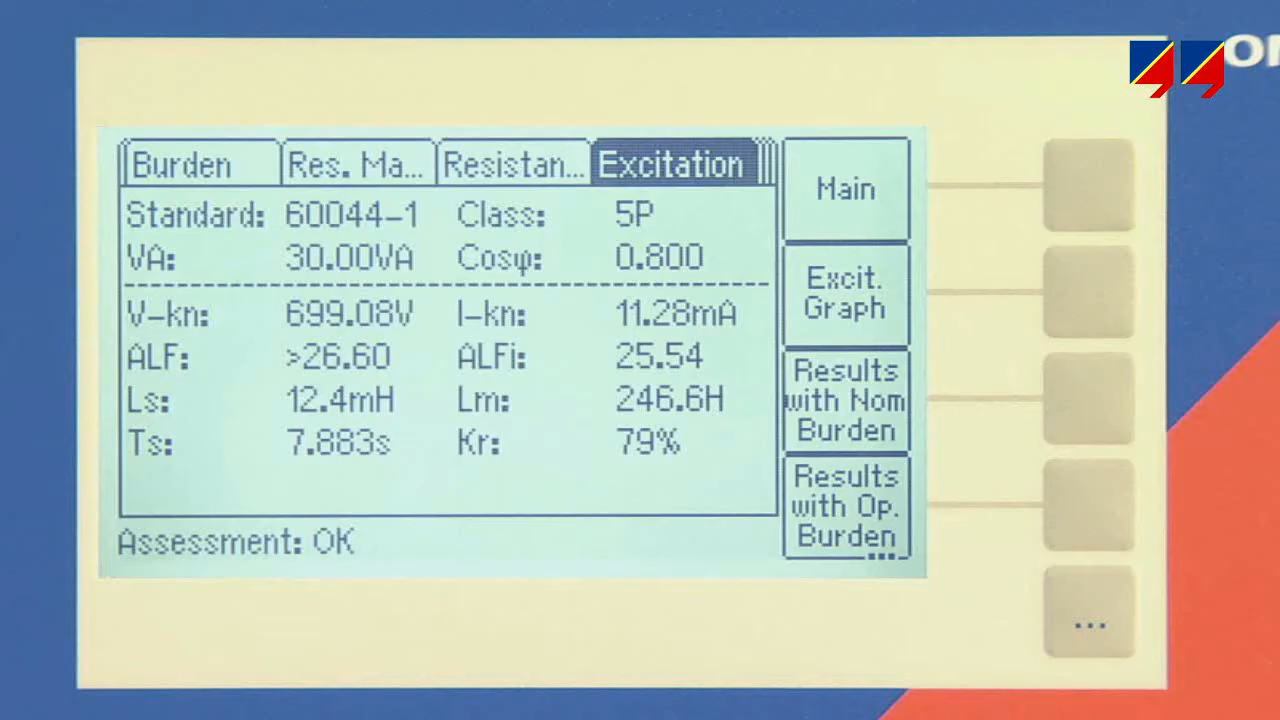 Burden Res. Ma... Resistan... Excitation
Standard: 60044-1 Class: 5P
VA: 30.00VA Cosφ: 0.800
V-kn: 699.08V I-kn: 11.28mA
ALF: >26.60 ALFi: 25.54
Ls: 12.4mH Lm: 246.6H
Ts: 7.883s Kr: 79%
Assessment: OK
Main
Excit.
Graph
Results
with Nom
Burden
Results
with Op.
Burden
...
...